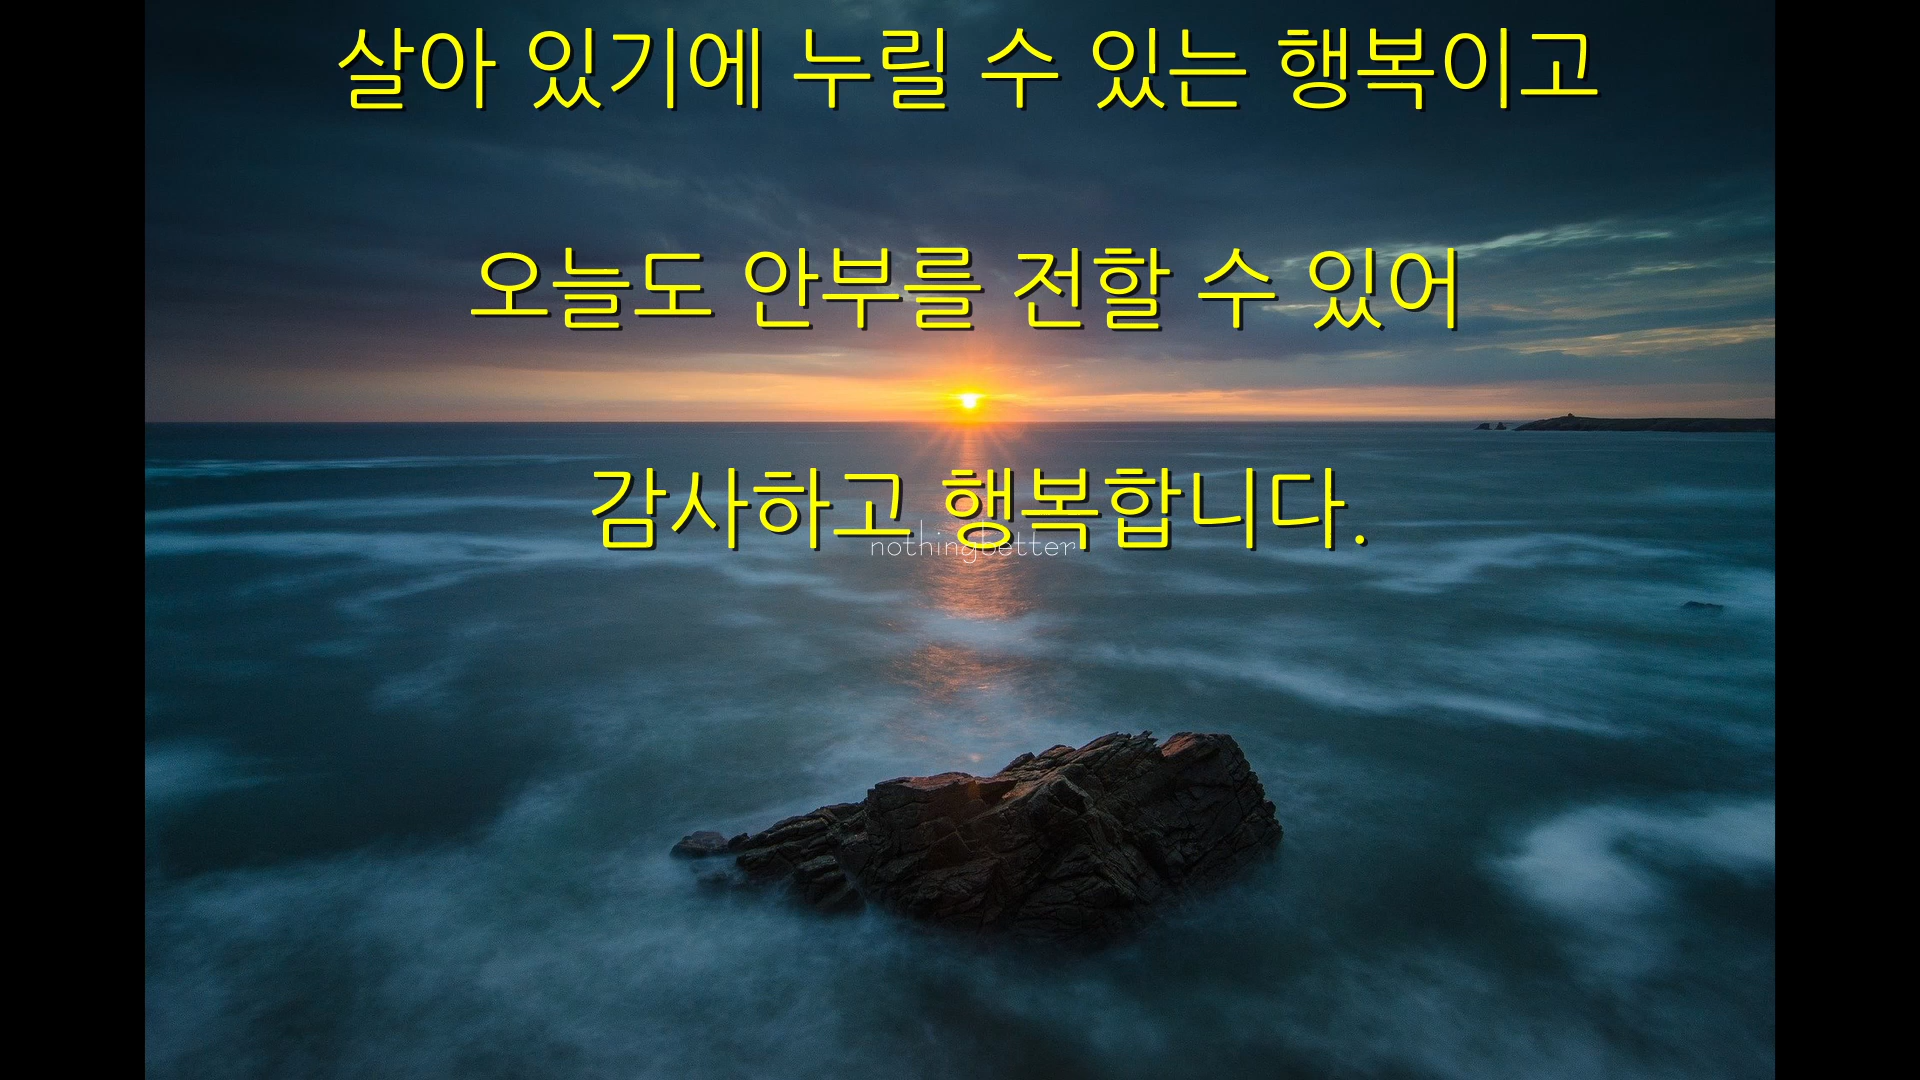 살아 있기에 누릴 수 있는 행복이고
오늘도 안부를 전할 수 있어
감사하고 행복합니다.
nothingbetter